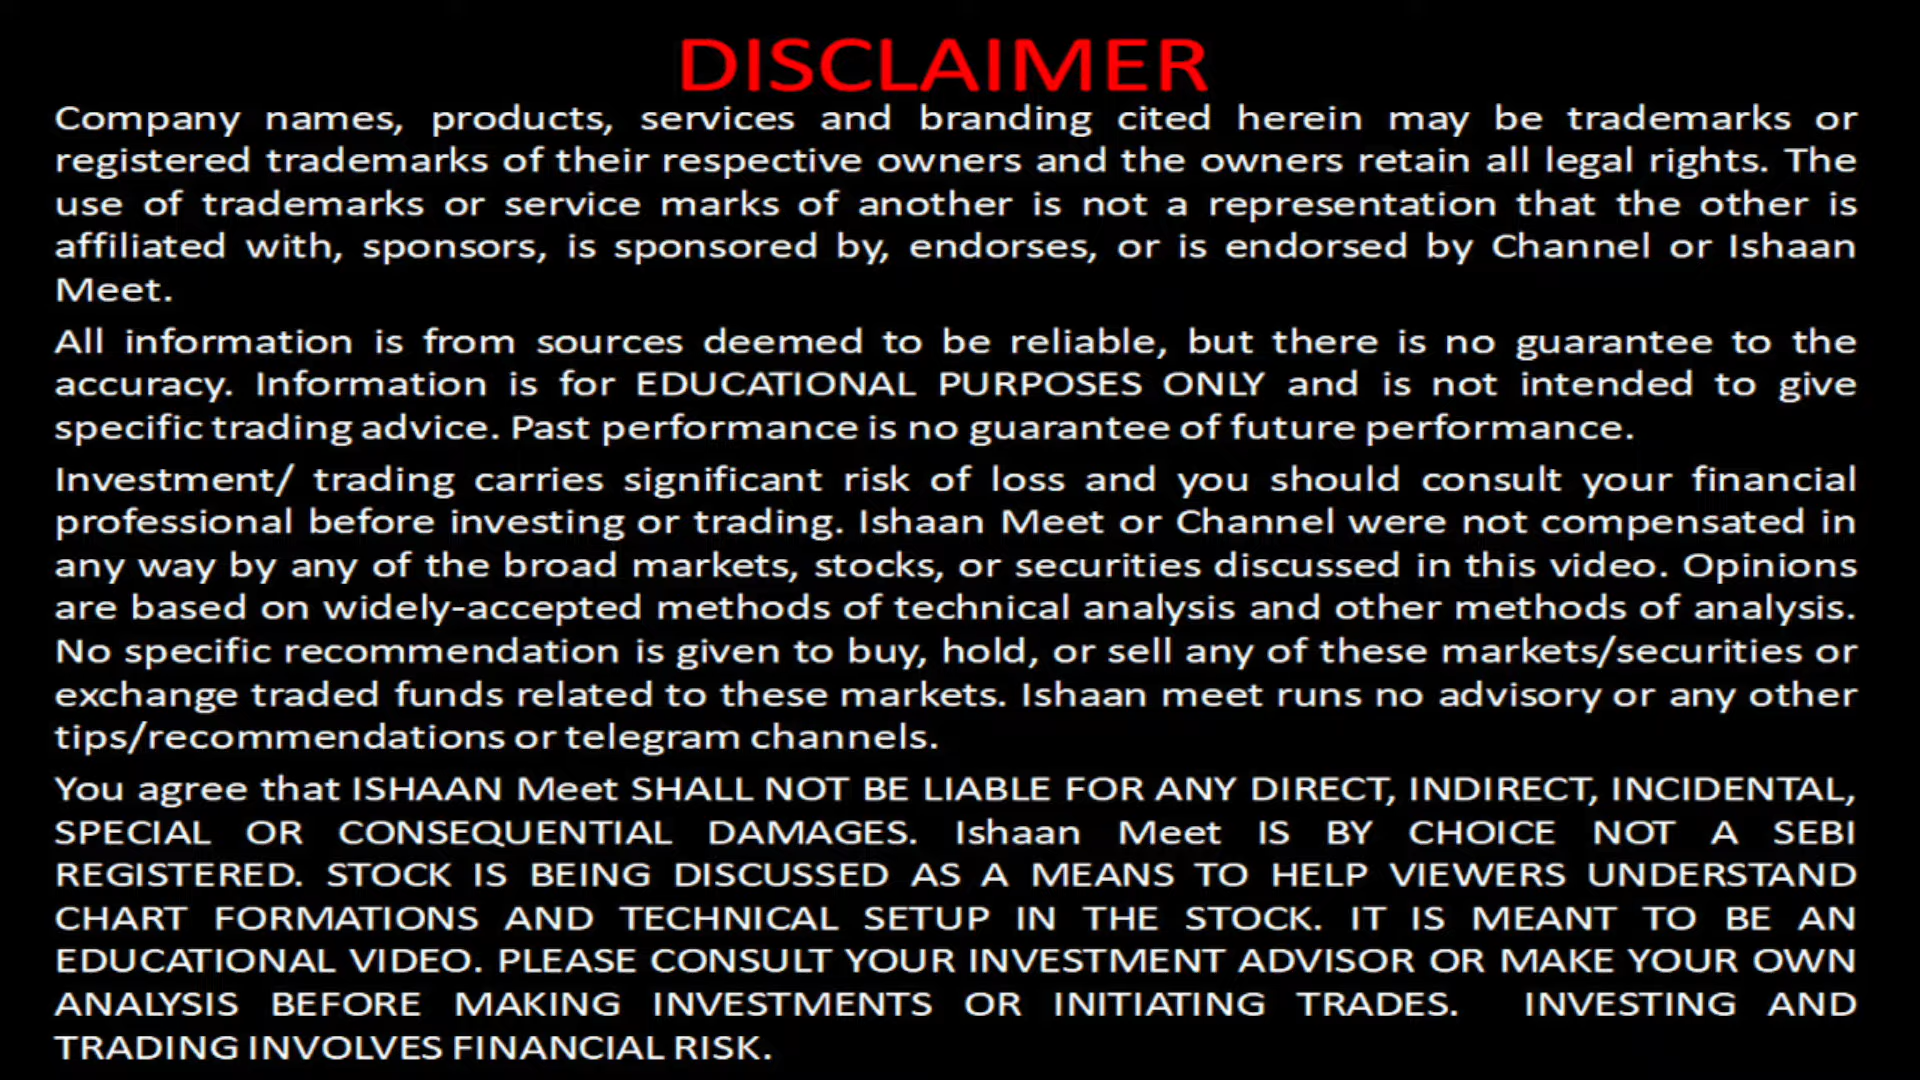 DISCLAIMER
Company names, products, services and branding cited herein may be trademarks or
registered trademarks of their respective owners and the owners retain all legal rights. The
use of trademarks or service marks of another is not a representation that the other is
affiliated with, sponsors, is sponsored by, endorses, or is endorsed by Channel or Ishaan
Meet.
All information is from sources deemed to be reliable, but there is no guarantee to the
accuracy. Information is for EDUCATIONAL PURPOSES ONLY and is not intended to give
specific trading advice. Past performance is no guarantee of future performance.
Investment/ trading carries significant risk of loss and you should consult your financial
professional before investing or trading. Ishaan Meet or Channel were not compensated in
any way by any of the broad markets, stocks, or securities discussed in this video. Opinions
are based on widely-accepted methods of technical analysis and other methods of analysis.
No specific recommendation is given to buy, hold, or sell any of these markets/securities or
exchange traded funds related to these markets. Ishaan meet runs no advisory or any other
tips/recommendations or telegram channels.
You agree that ISHAAN Meet SHALL NOT BE LIABLE FOR ANY DIRECT, INDIRECT, INCIDENTAL,
SPECIAL OR CONSEQUENTIAL DAMAGES. Ishaan Meet IS BY CHOICE NOT A SEBI
REGISTERED. STOCK IS BEING DISCUSSED AS A MEANS TO HELP VIEWERS UNDERSTAND
CHART FORMATIONS AND TECHNICAL SETUP IN THE STOCK. IT IS MEANT TO BE AN
EDUCATIONAL VIDEO. PLEASE CONSULT YOUR INVESTMENT ADVISOR OR MAKE YOUR OWN
ANALYSIS BEFORE MAKING INVESTMENTS OR INITIATING TRADES. INVESTING AND
TRADING INVOLVES FINANCIAL RISK.